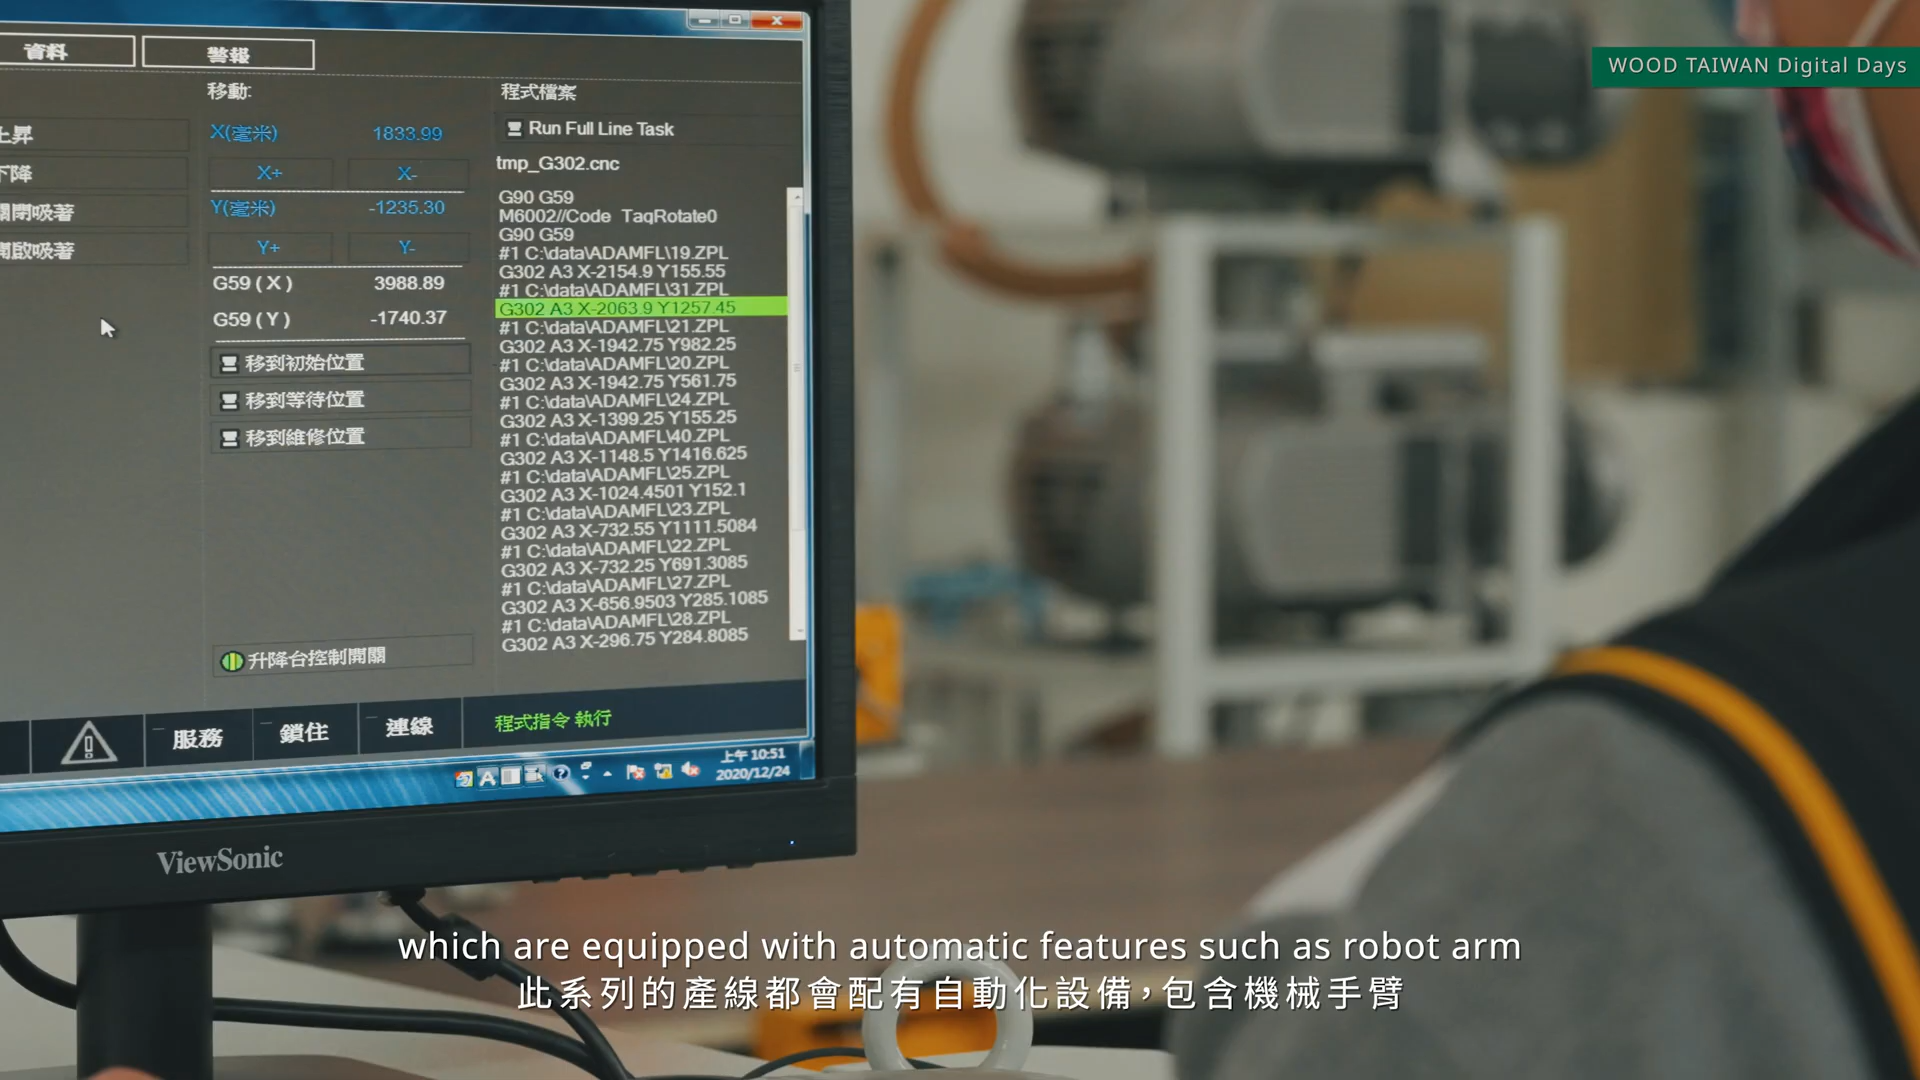 WOOD TAIWAN Digital Days
資料
警報
上昇
下降
關閉吸著
開啟吸著
移動:
X(毫米) 1833.99
X+ X-
Y(毫米) -1235.30
Y+ Y-
G59 ( X ) 3988.89
G59 ( Y ) -1740.37
移到初始位置
移到等待位置
移到維修位置
升降台控制開關
程式檔案
Run Full Line Task
tmp_G302.cnc
G90 G59
M6002//Code TaqRotate0
G90 G59
#1 C:\data\ADAMFL\19.ZPL
G302 A3 X-2154.9 Y155.55
#1 C:\data\ADAMFL\31.ZPL
G302 A3 X-2063.9 Y1257.45
#1 C:\data\ADAMFL\21.ZPL
G302 A3 X-1942.75 Y982.25
#1 C:\data\ADAMFL\20.ZPL
G302 A3 X-1942.75 Y561.75
#1 C:\data\ADAMFL\24.ZPL
G302 A3 X-1399.25 Y155.25
#1 C:\data\ADAMFL\40.ZPL
G302 A3 X-1148.5 Y1416.625
#1 C:\data\ADAMFL\25.ZPL
G302 A3 X-1024.4501 Y152.1
#1 C:\data\ADAMFL\23.ZPL
G302 A3 X-732.55 Y1111.5084
#1 C:\data\ADAMFL\22.ZPL
G302 A3 X-732.25 Y691.3085
#1 C:\data\ADAMFL\27.ZPL
G302 A3 X-656.9503 Y285.1085
#1 C:\data\ADAMFL\28.ZPL
G302 A3 X-296.75 Y284.8085
服務
鎖住
連線
程式指令 執行
A
上午 10:51
2020/12/24
ViewSonic
which are equipped with automatic features such as robot arm
此系列的產線都會配有自動化設備，包含機械手臂